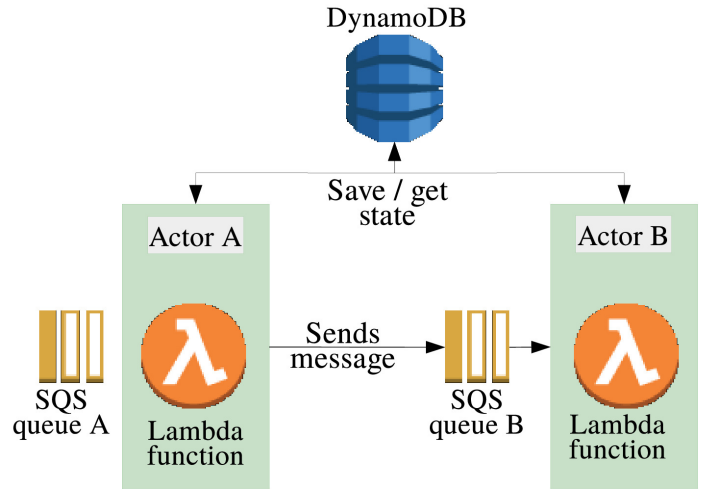 DynamoDB
Save / get
state
Actor A
Actor B
Sends
message
SQS
queue A
Lambda
function
SQS
queue B
Lambda
function